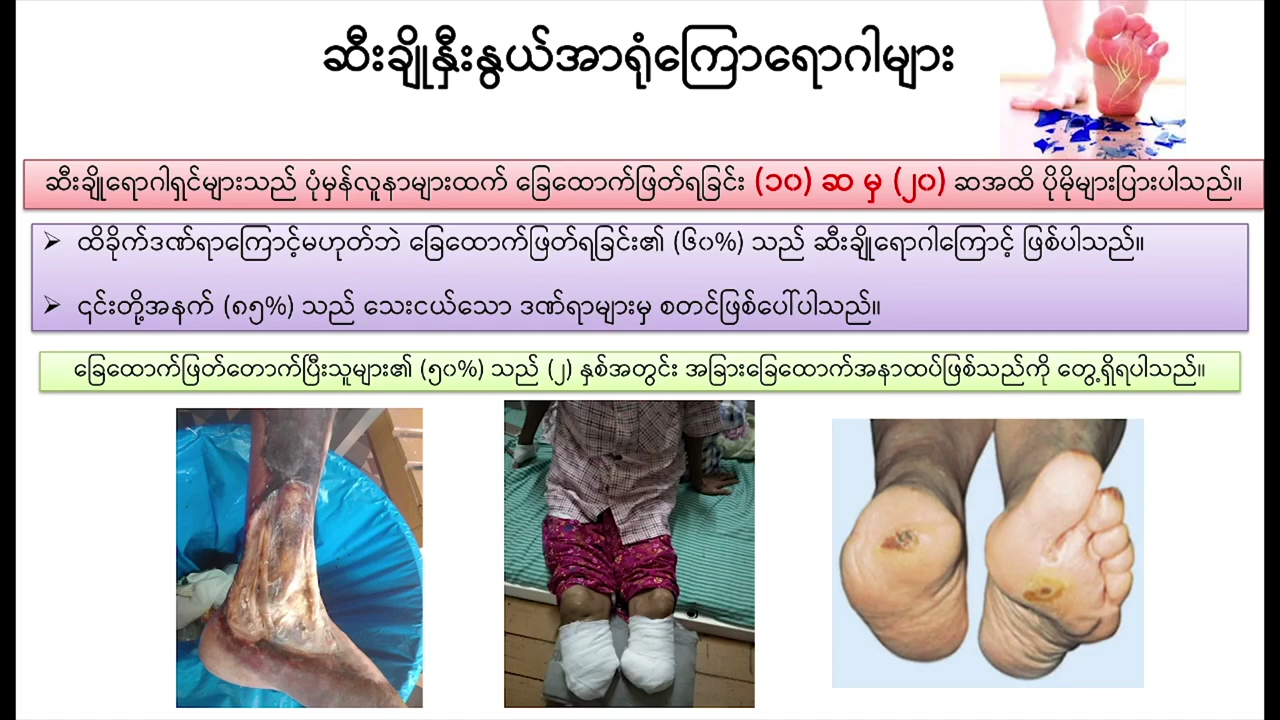 ဆီးချိုနှီးနွယ်အာရုံကြောရောဂါများ
ဆီးချိုရောဂါရှင်များသည် ပုံမှန်လူနာများထက် ခြေထောက်ဖြတ်ရခြင်း (၁၀) ဆ မှ (၂၀) ဆအထိ ပိုမိုများပြားပါသည်။
➢ ထိခိုက်ဒဏ်ရာကြောင့်မဟုတ်ဘဲ ခြေထောက်ဖြတ်ရခြင်း၏ (၆၀%) သည် ဆီးချိုရောဂါကြောင့် ဖြစ်ပါသည်။
➢ ၎င်းတို့အနက် (၈၅%) သည် သေးငယ်သော ဒဏ်ရာများမှ စတင်ဖြစ်ပေါ်ပါသည်။
ခြေထောက်ဖြတ်တောက်ပြီးသူများ၏ (၅၀%) သည် (၂) နှစ်အတွင်း အခြားခြေထောက်အနာထပ်ဖြစ်သည်ကို တွေ့ရှိရပါသည်။